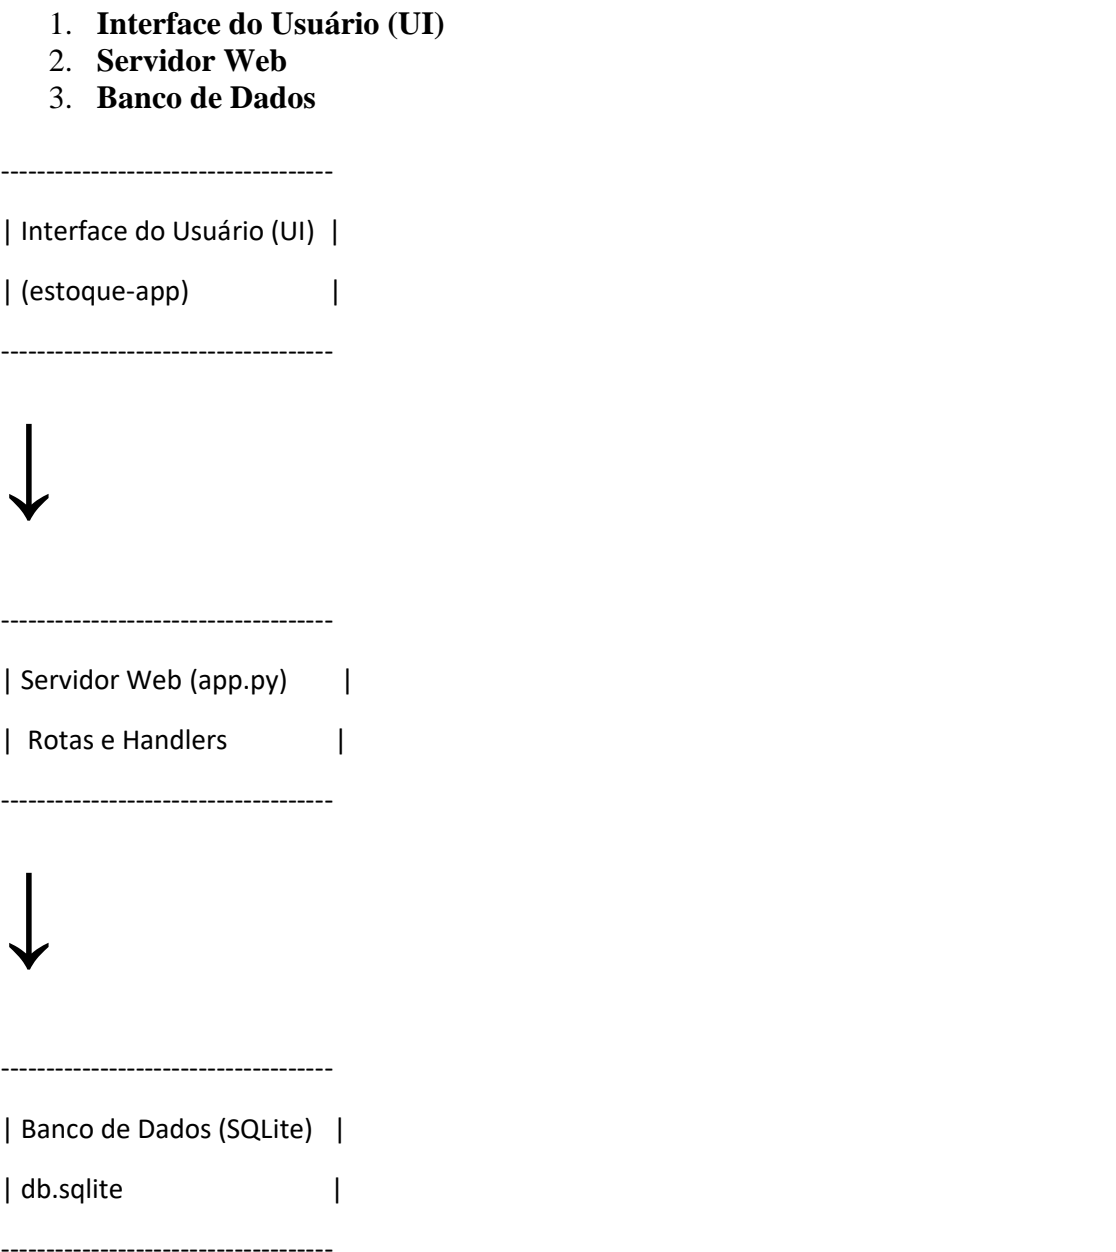 1. Interface do Usuário (UI)
2. Servidor Web
3. Banco de Dados
-------------------------------------
| Interface do Usuário (UI) |
| (estoque-app) |
-------------------------------------
↓
-------------------------------------
| Servidor Web (app.py) |
| Rotas e Handlers |
-------------------------------------
↓
-------------------------------------
| Banco de Dados (SQLite) |
| db.sqlite |
-------------------------------------